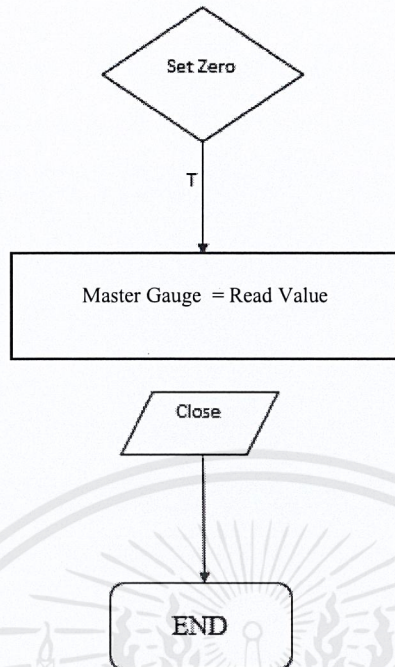 Set Zero
T
Master Gauge = Read Value
Close
END